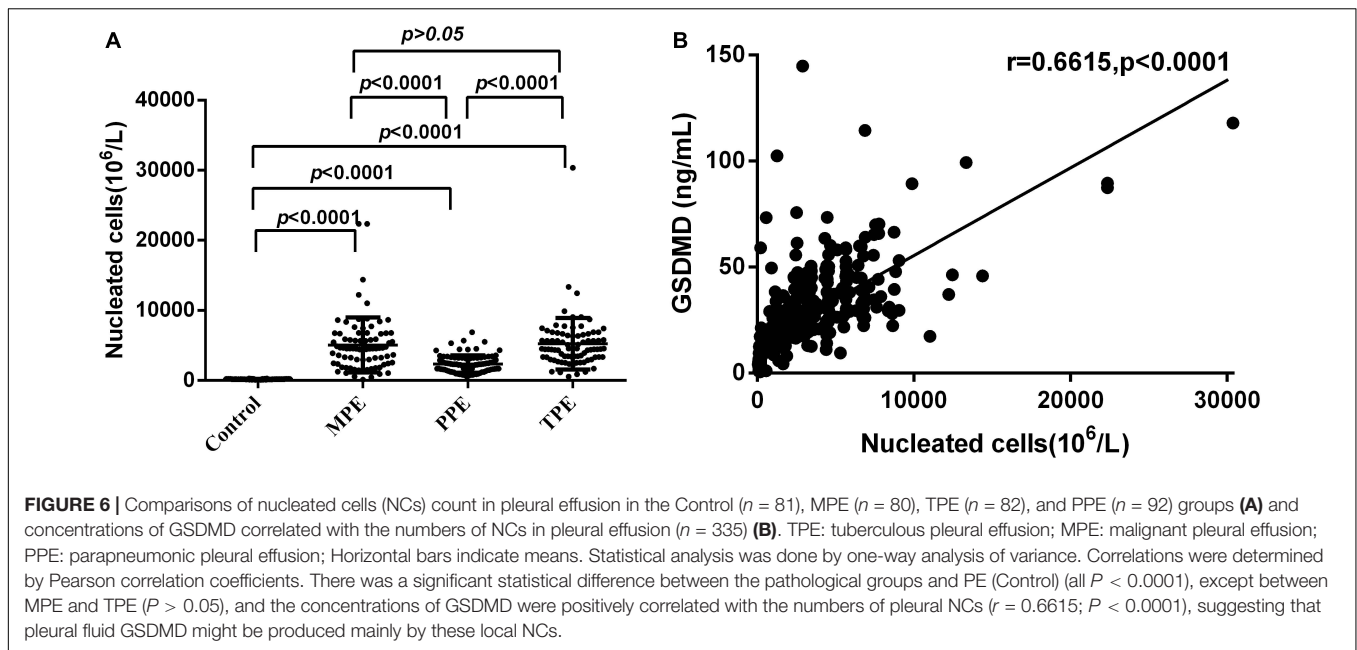 A
p>0.05
p<0.0001 p<0.0001
p<0.0001
p<0.0001
p<0.0001
Nucleated cells(10⁶/L)
40000
30000
20000
10000
0
Control MPE PPE TPE
B
r=0.6615,p<0.0001
GSDMD (ng/mL)
150
100
50
0
0 10000 20000 30000
Nucleated cells(10⁶/L)
FIGURE 6 | Comparisons of nucleated cells (NCs) count in pleural effusion in the Control (n = 81), MPE (n = 80), TPE (n = 82), and PPE (n = 92) groups (A) and
concentrations of GSDMD correlated with the numbers of NCs in pleural effusion (n = 335) (B). TPE: tuberculous pleural effusion; MPE: malignant pleural effusion;
PPE: parapneumonic pleural effusion; Horizontal bars indicate means. Statistical analysis was done by one-way analysis of variance. Correlations were determined
by Pearson correlation coefficients. There was a significant statistical difference between the pathological groups and PE (Control) (all P < 0.0001), except between
MPE and TPE (P > 0.05), and the concentrations of GSDMD were positively correlated with the numbers of pleural NCs (r = 0.6615; P < 0.0001), suggesting that
pleural fluid GSDMD might be produced mainly by these local NCs.